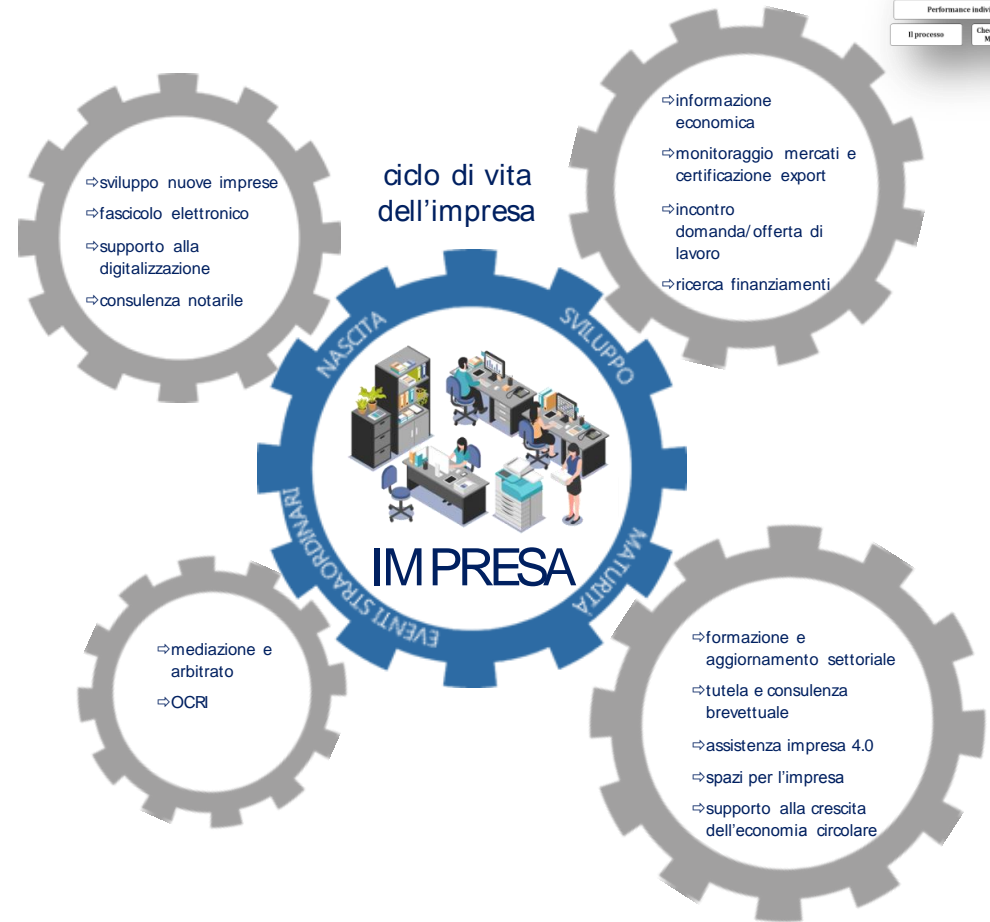 Performance
Il processo
ciclo di vita
dell'impresa
⇨sviluppo nuove imprese
⇨fascicolo elettronico
⇨supporto alla
digitalizzazione
⇨consulenza notarile
⇨informazione
economica
⇨monitoraggio mercati e
certificazione export
⇨incontro
domanda/offerta di
lavoro
⇨ricerca finanziamenti
NASCITA
SVILUPPO
EVENTI STRAORDINARI
MATURITÀ
IMPRESA
⇨mediazione e
arbitrato
⇨OCRI
⇨formazione e
aggiornamento settoriale
⇨tutela e consulenza
brevettuale
⇨assistenza impresa 4.0
⇨spazi per l'impresa
⇨supporto alla crescita
dell'economia circolare